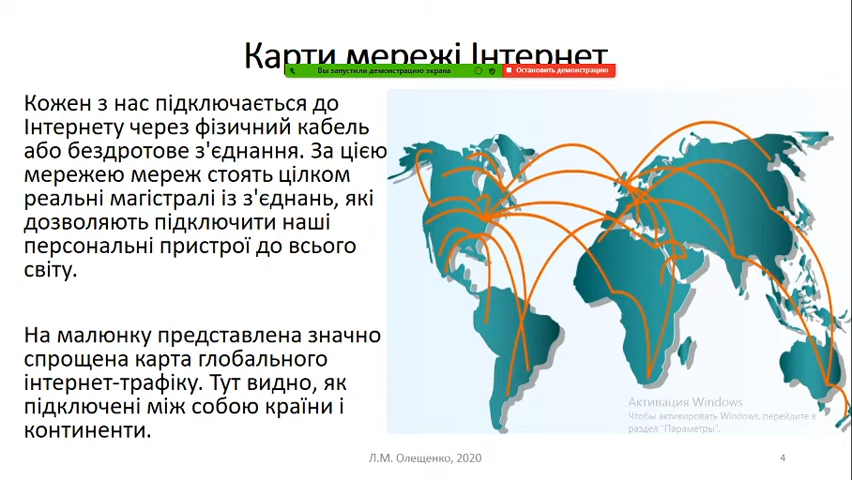 Карти мережі Інтернет
Вы запустили демонстрацию экрана
Остановить демонстрацию
Кожен з нас підключається до
Інтернету через фізичний кабель
або бездротове з'єднання. За цією
мережею мереж стоять цілком
реальні магістралі із з'єднань, які
дозволяють підключити наші
персональні пристрої до всього
світу.
На малюнку представлена значно
спрощена карта глобального
інтернет-трафіку. Тут видно, як
підключені між собою країни і
континенти.
Активация Windows
Чтобы активировать Windows, перейдите в
раздел "Параметры".
Л.М. Олещенко, 2020
4